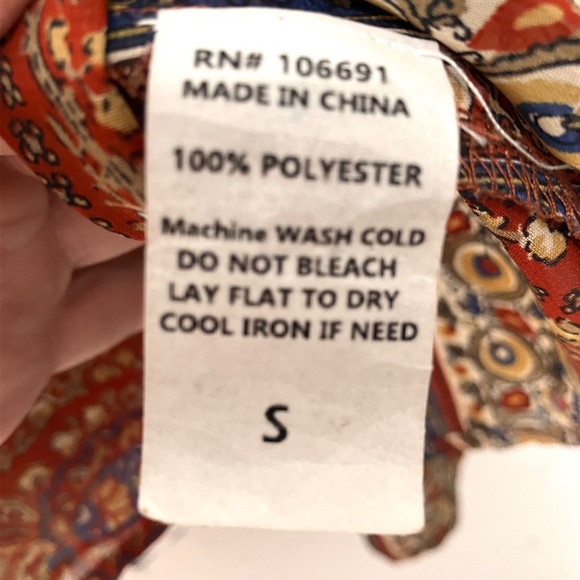 RN# 106691
MADE IN CHINA
100% POLYESTER
Machine WASH COLD
DO NOT BLEACH
LAY FLAT TO DRY
COOL IRON IF NEED
S